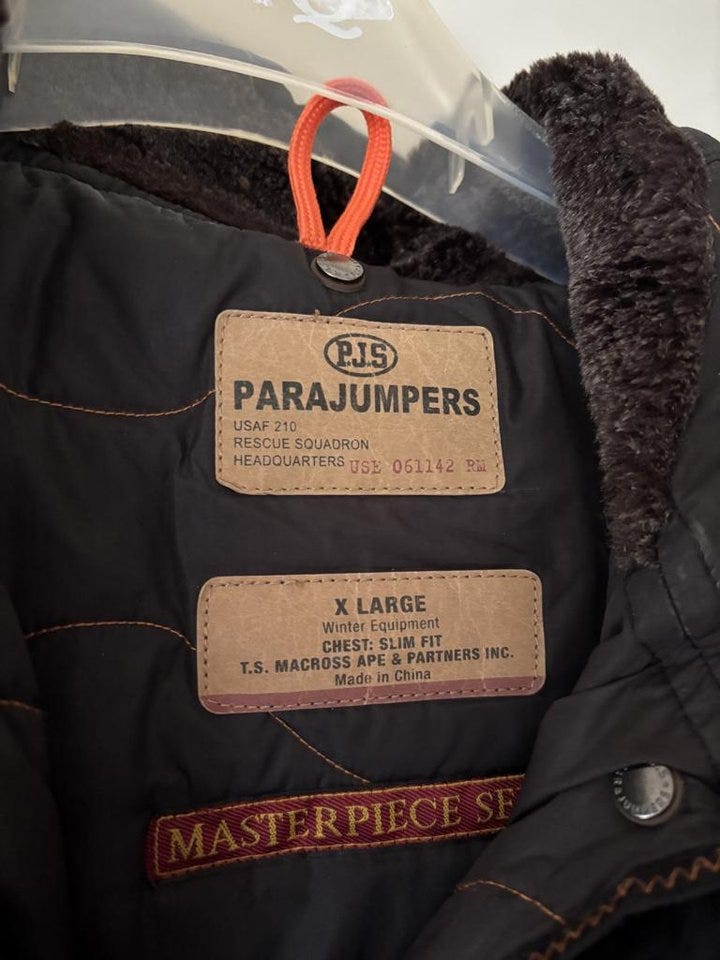 P.J.S
PARAJUMPERS
USAF 210
RESCUE SQUADRON
HEADQUARTERS USE 061142 RM
X LARGE
Winter Equipment
CHEST: SLIM FIT
T.S. MACROSS APE & PARTNERS INC.
Made in China
MASTERPIECE SE